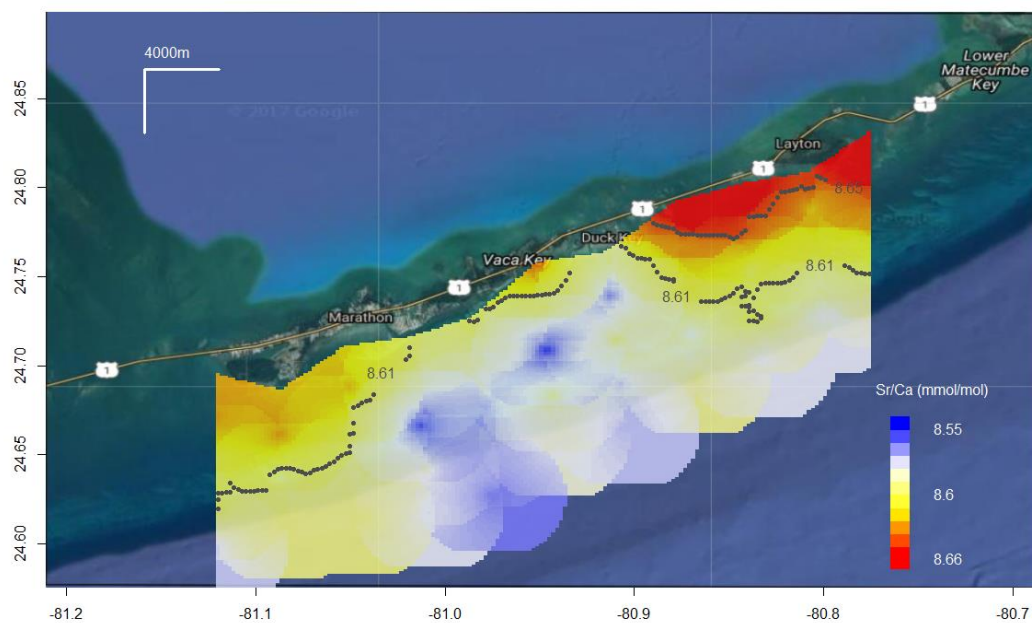 4000m
Lower
Matecumbe
Key
1
© 2017 Google
Layton
1
8.65
1
Duck Key
Vaca Key
8.61
1
8.61
Marathon
1
8.61
Sr/Ca (mmol/mol)
8.55
8.6
8.66
24.85
24.80
24.75
24.70
24.65
24.60
-81.2
-81.1
-81.0
-80.9
-80.8
-80.7